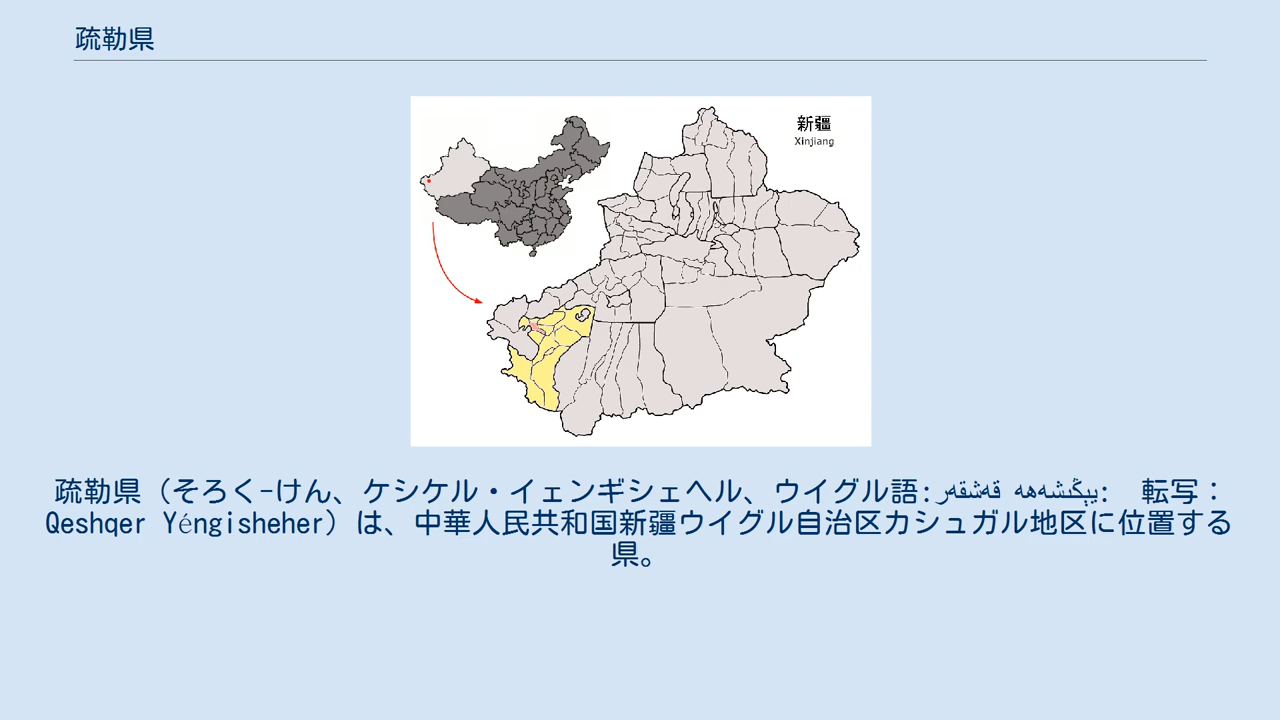 疏勒県
新疆
Xinjiang
疏勒県（そろく-けん、ケシケル・イェンギシェヘル、ウイグル語:يېڭىشەھە قەشقەر: 転写：
Qeshqer Yéngisheher）は、中華人民共和国新疆ウイグル自治区カシュガル地区に位置する
県。